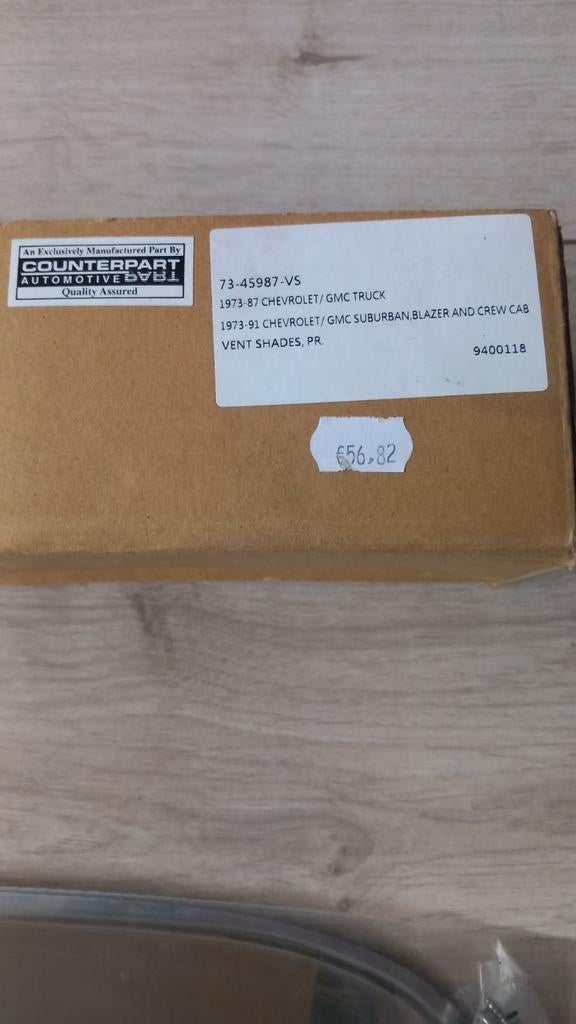 An Exclusively Manufactured Part By
COUNTERPART
AUTOMOTIVE PART
Quality Assured
73-45987-VS
1973-87 CHEVROLET/ GMC TRUCK
1973-91 CHEVROLET/ GMC SUBURBAN,BLAZER AND CREW CAB
VENT SHADES, PR.
9400118
€56.82